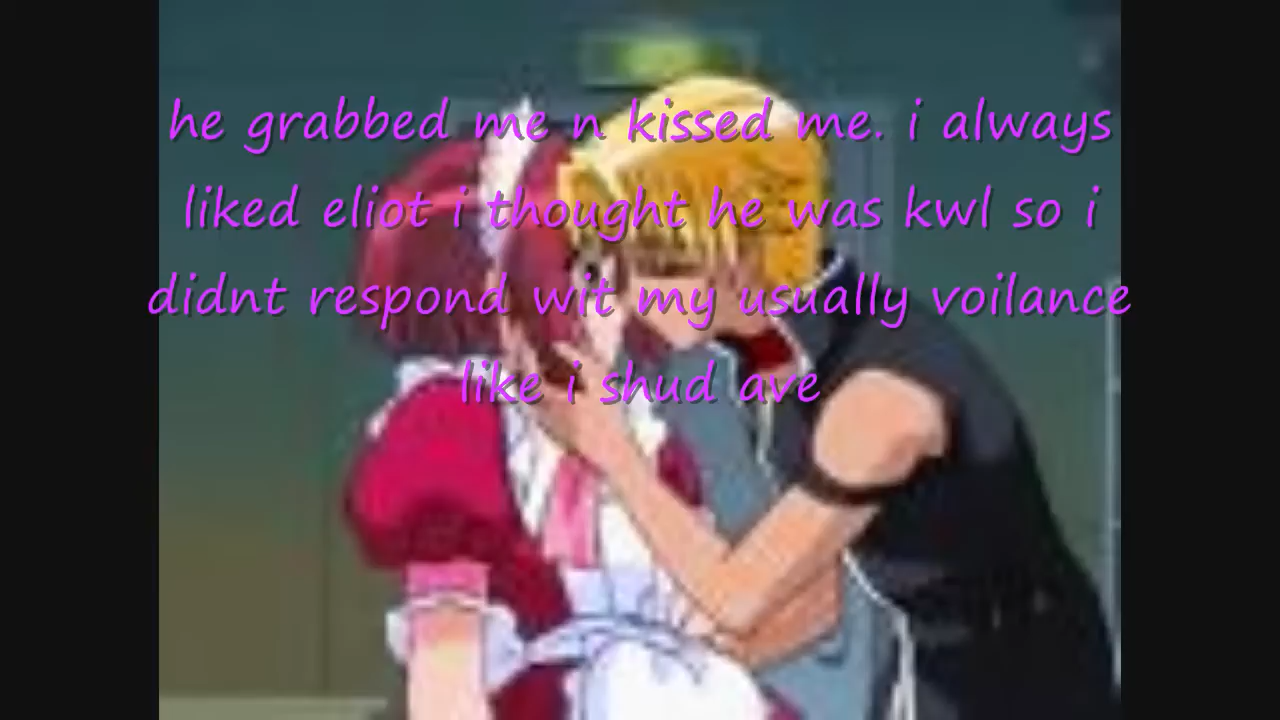 he grabbed me n kissed me. i always
liked eliot i thought he was kwl so i
didnt respond wit my usually voilance
like i shud ave